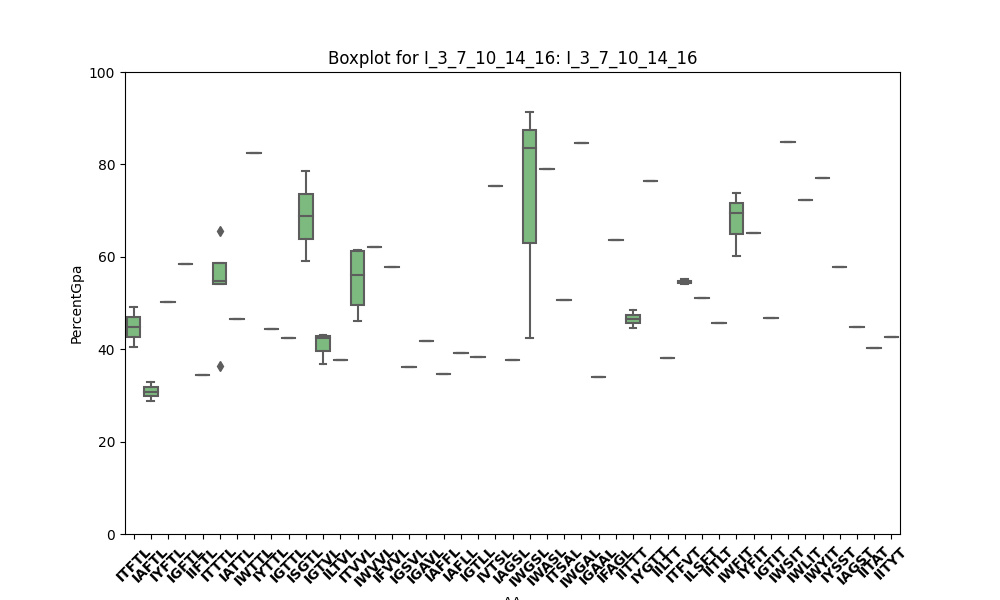 Boxplot for I_3_7_10_14_16: I_3_7_10_14_16
PercentGpa
100
80
60
40
20
0
ITFTL
IAFTL
IYFTL
IGFTL
IIFTL
ITTTL
IATTL
IWTTL
IYTTL
IGTTL
ISGTL
IGTVL
ILTVL
ITVVL
IWVVL
IFVVL
IGSVL
IGAVL
IAFFL
IAFLL
IGTLL
IVTSL
IAGSL
IWGSL
IWASL
ITSAL
IWGAL
IGAAL
IFAGL
IITTT
IYGTT
IILTT
ITFVT
ILSFT
IITLT
IWFIT
IYFIT
IGTIT
IWSIT
IWLIT
IWYIT
IYSST
IAGST
IITAT
IITYT